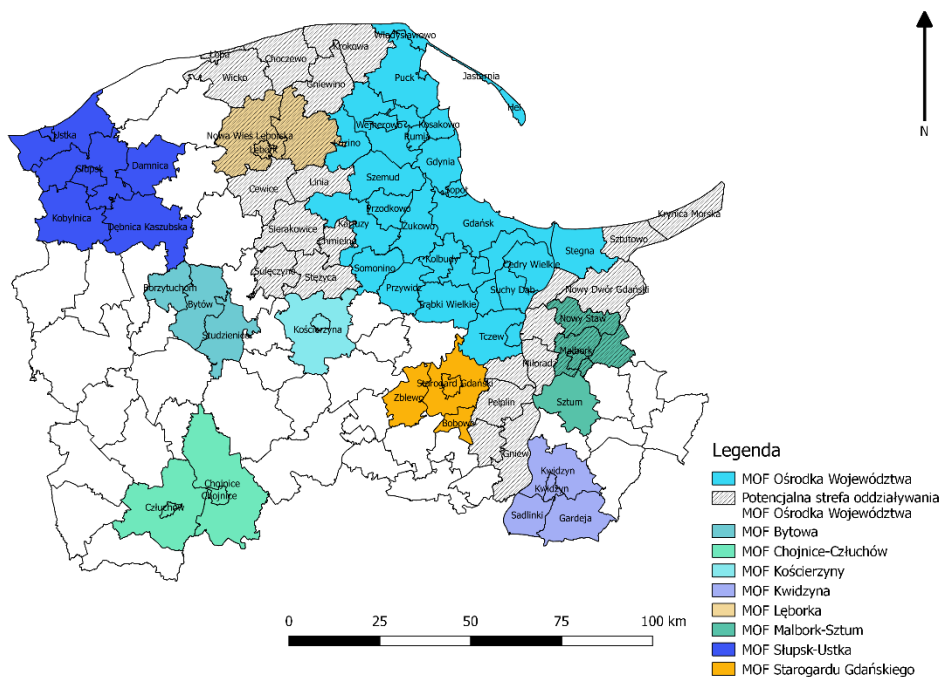 Władysławowo
Krokowa
Łeba
Choczewo
Wicko
Gniewino
Puck
Jastarnia
Hel
Ustka
Nowa Wieś Lęborska
Lębork
Luzino
Wejherowo
Kosakowo
Rumia
Słupsk
Damnica
Gdynia
Cewice
Linia
Szemud
Sopot
Kobylnica
Dębnica Kaszubska
Sierakowice
Chmielno
Kartuzy
Przodkowo
Żukowo
Gdańsk
Krynica Morska
Sztutowo
Stegna
Sulęczyno
Stężyca
Somonino
Kolbudy
Cedry Wielkie
Borzytuchom
Przywidz
Suchy Dąb
Nowy Dwór Gdański
Bytów
Trąbki Wielkie
Nowy Staw
Studzienice
Kościerzyna
Tczew
Malbork
Miłoradz
Starogard Gdański
Zblewo
Pelplin
Sztum
Bobowo
Gniew
Kwidzyn
Kwidzyn
Chojnice
Chojnice
Człuchów
Sadlinki
Gardeja
N
Legenda
MOF Ośrodka Województwa
Potencjalna strefa oddziaływania
MOF Ośrodka Województwa
MOF Bytowa
MOF Chojnice-Człuchów
MOF Kościerzyny
MOF Kwidzyna
MOF Lęborka
MOF Malbork-Sztum
MOF Słupsk-Ustka
MOF Starogardu Gdańskiego
0 25 50 75 100 km